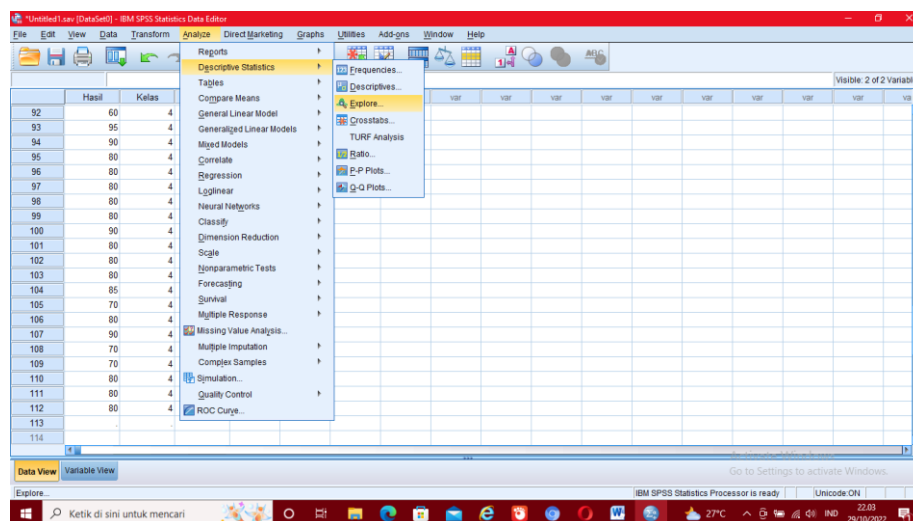 *Untitled1.sav [DataSet0] - IBM SPSS Statistics Data Editor
File Edit View Data Transform Analyze Direct Marketing Graphs Utilities Add-ons Window Help
Visible: 2 of 2 Variabl
Hasil Kelas var var var var var var var var va
92 60 4
93 95 4
94 90 4
95 80 4
96 80 4
97 80 4
98 80 4
99 80 4
100 90 4
101 80 4
102 80 4
103 80 4
104 85 4
105 70 4
106 80 4
107 90 4
108 70 4
109 70 4
110 80 4
111 80 4
112 80 4
113 . .
114
Reports
Descriptive Statistics
Tables
Compare Means
General Linear Model
Generalized Linear Models
Mixed Models
Correlate
Regression
Loglinear
Neural Networks
Classify
Dimension Reduction
Scale
Nonparametric Tests
Forecasting
Survival
Multiple Response
Missing Value Analysis...
Multiple Imputation
Complex Samples
Simulation...
Quality Control
ROC Curve...
Frequencies...
Descriptives...
Explore...
Crosstabs...
TURF Analysis
Ratio...
P-P Plots...
Q-Q Plots...
Data View Variable View
Go to Settings to activate Windows.
Explore... IBM SPSS Statistics Processor is ready Unicode:ON
Ketik di sini untuk mencari 27°C IND 22.03
29/10/2022